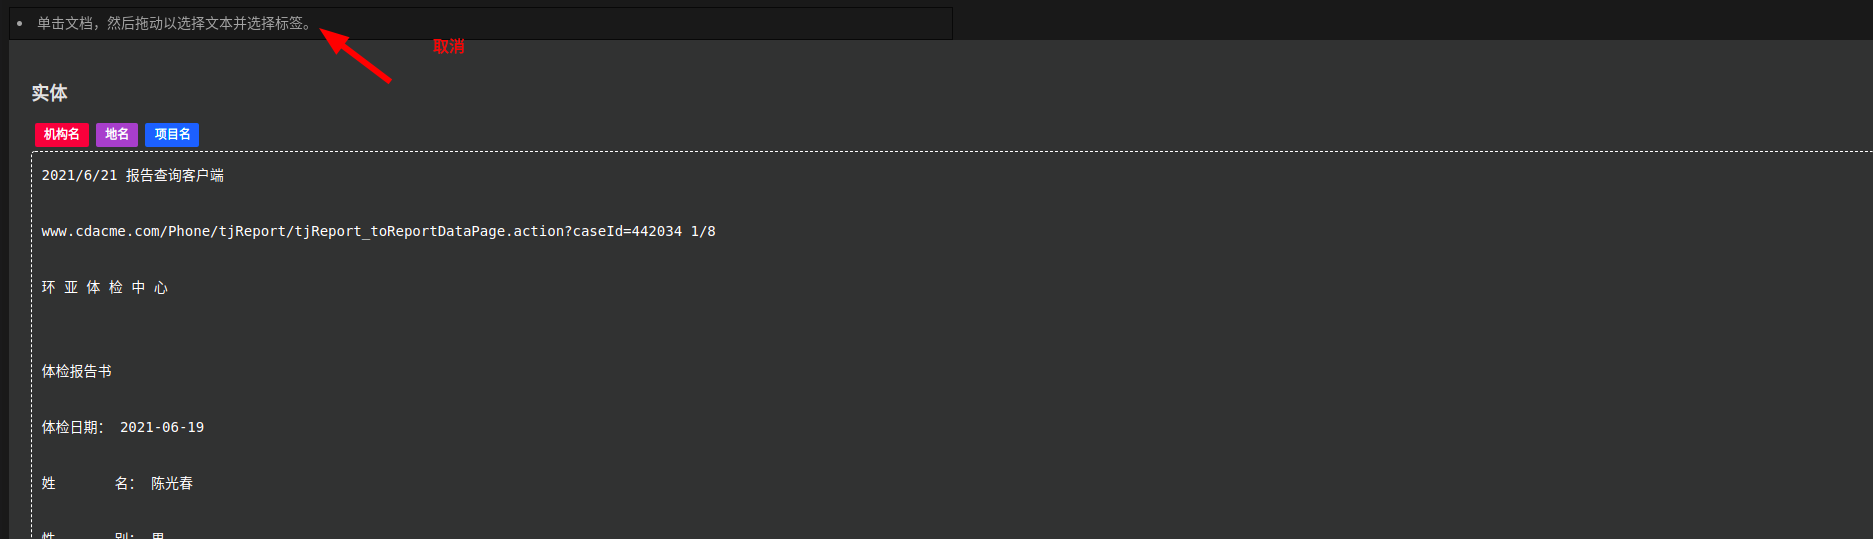 单击文档，然后拖动以选择文本并选择标签。
取消
实体
机构名 地名 项目名
2021/6/21 报告查询客户端
www.cdacme.com/Phone/tjReport/tjReport_toReportDataPage.action?caseId=442034 1/8
环 亚 体 检 中 心
体检报告书
体检日期： 2021-06-19
姓 名： 陈光春
性 别： 男